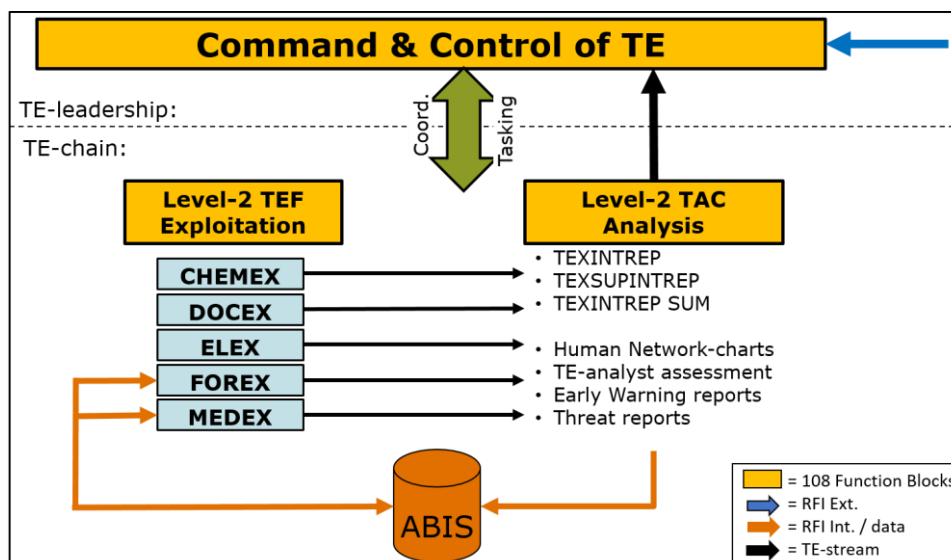 Command & Control of TE
TE-leadership:
Coord.
Tasking
TE-chain:
Level-2 TEF
Exploitation
Level-2 TAC
Analysis
CHEMEX
DOCEX
ELEX
FOREX
MEDEX
• TEXINTREP
• TEXSUPINTREP
• TEXINTREP SUM
• Human Network-charts
• TE-analyst assessment
• Early Warning reports
• Threat reports
ABIS
= 108 Function Blocks
= RFI Ext.
= RFI Int. / data
= TE-stream